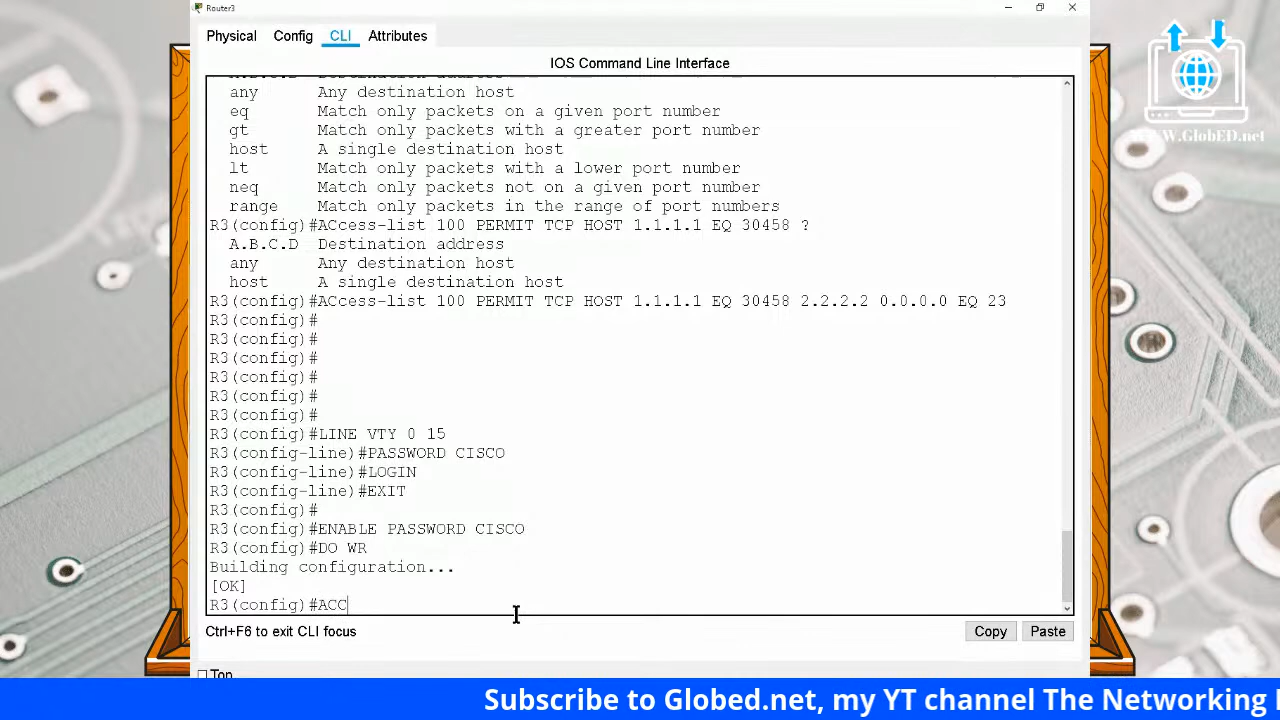 Router3
Physical Config CLI Attributes
IOS Command Line Interface
any Any destination host
eq Match only packets on a given port number
gt Match only packets with a greater port number
host A single destination host
lt Match only packets with a lower port number
neq Match only packets not on a given port number
range Match only packets in the range of port numbers
R3(config)#ACcess-list 100 PERMIT TCP HOST 1.1.1.1 EQ 30458 ?
A.B.C.D Destination address
any Any destination host
host A single destination host
R3(config)#ACcess-list 100 PERMIT TCP HOST 1.1.1.1 EQ 30458 2.2.2.2 0.0.0.0 EQ 23
R3(config)#
R3(config)#
R3(config)#
R3(config)#
R3(config)#
R3(config)#
R3(config)#LINE VTY 0 15
R3(config-line)#PASSWORD CISCO
R3(config-line)#LOGIN
R3(config-line)#EXIT
R3(config)#
R3(config)#ENABLE PASSWORD CISCO
R3(config)#DO WR
Building configuration...
[OK]
R3(config)#ACC
Ctrl+F6 to exit CLI focus
Copy Paste
Top
WWW.GlobED.net
Subscribe to Globed.net, my YT channel The Networking